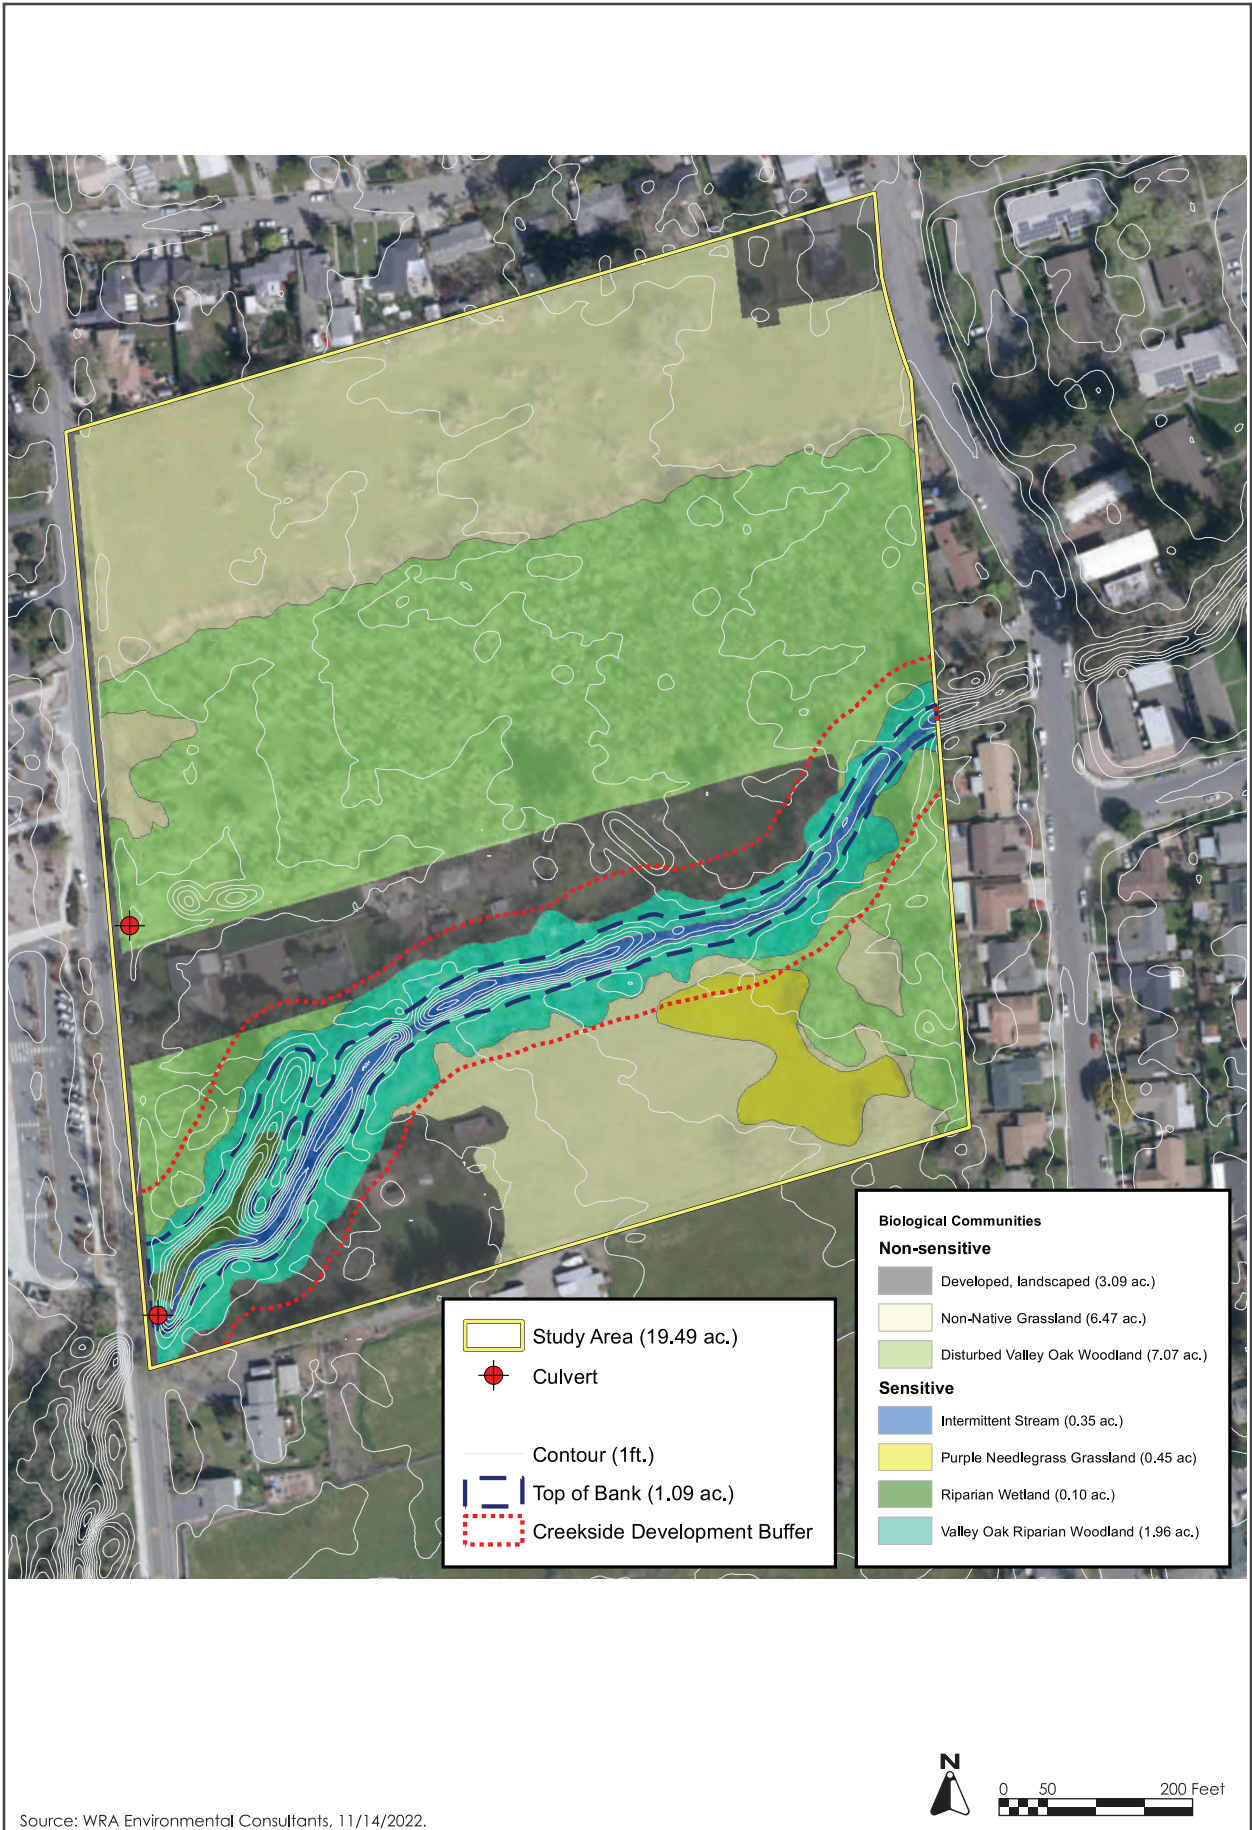 Study Area (19.49 ac.)
Culvert
Contour (1ft.)
Top of Bank (1.09 ac.)
Creekside Development Buffer
Biological Communities
Non-sensitive
Developed, landscaped (3.09 ac.)
Non-Native Grassland (6.47 ac.)
Disturbed Valley Oak Woodland (7.07 ac.)
Sensitive
Intermittent Stream (0.35 ac.)
Purple Needlegrass Grassland (0.45 ac)
Riparian Wetland (0.10 ac.)
Valley Oak Riparian Woodland (1.96 ac.)
N
0 50 200 Feet
Source: WRA Environmental Consultants, 11/14/2022.